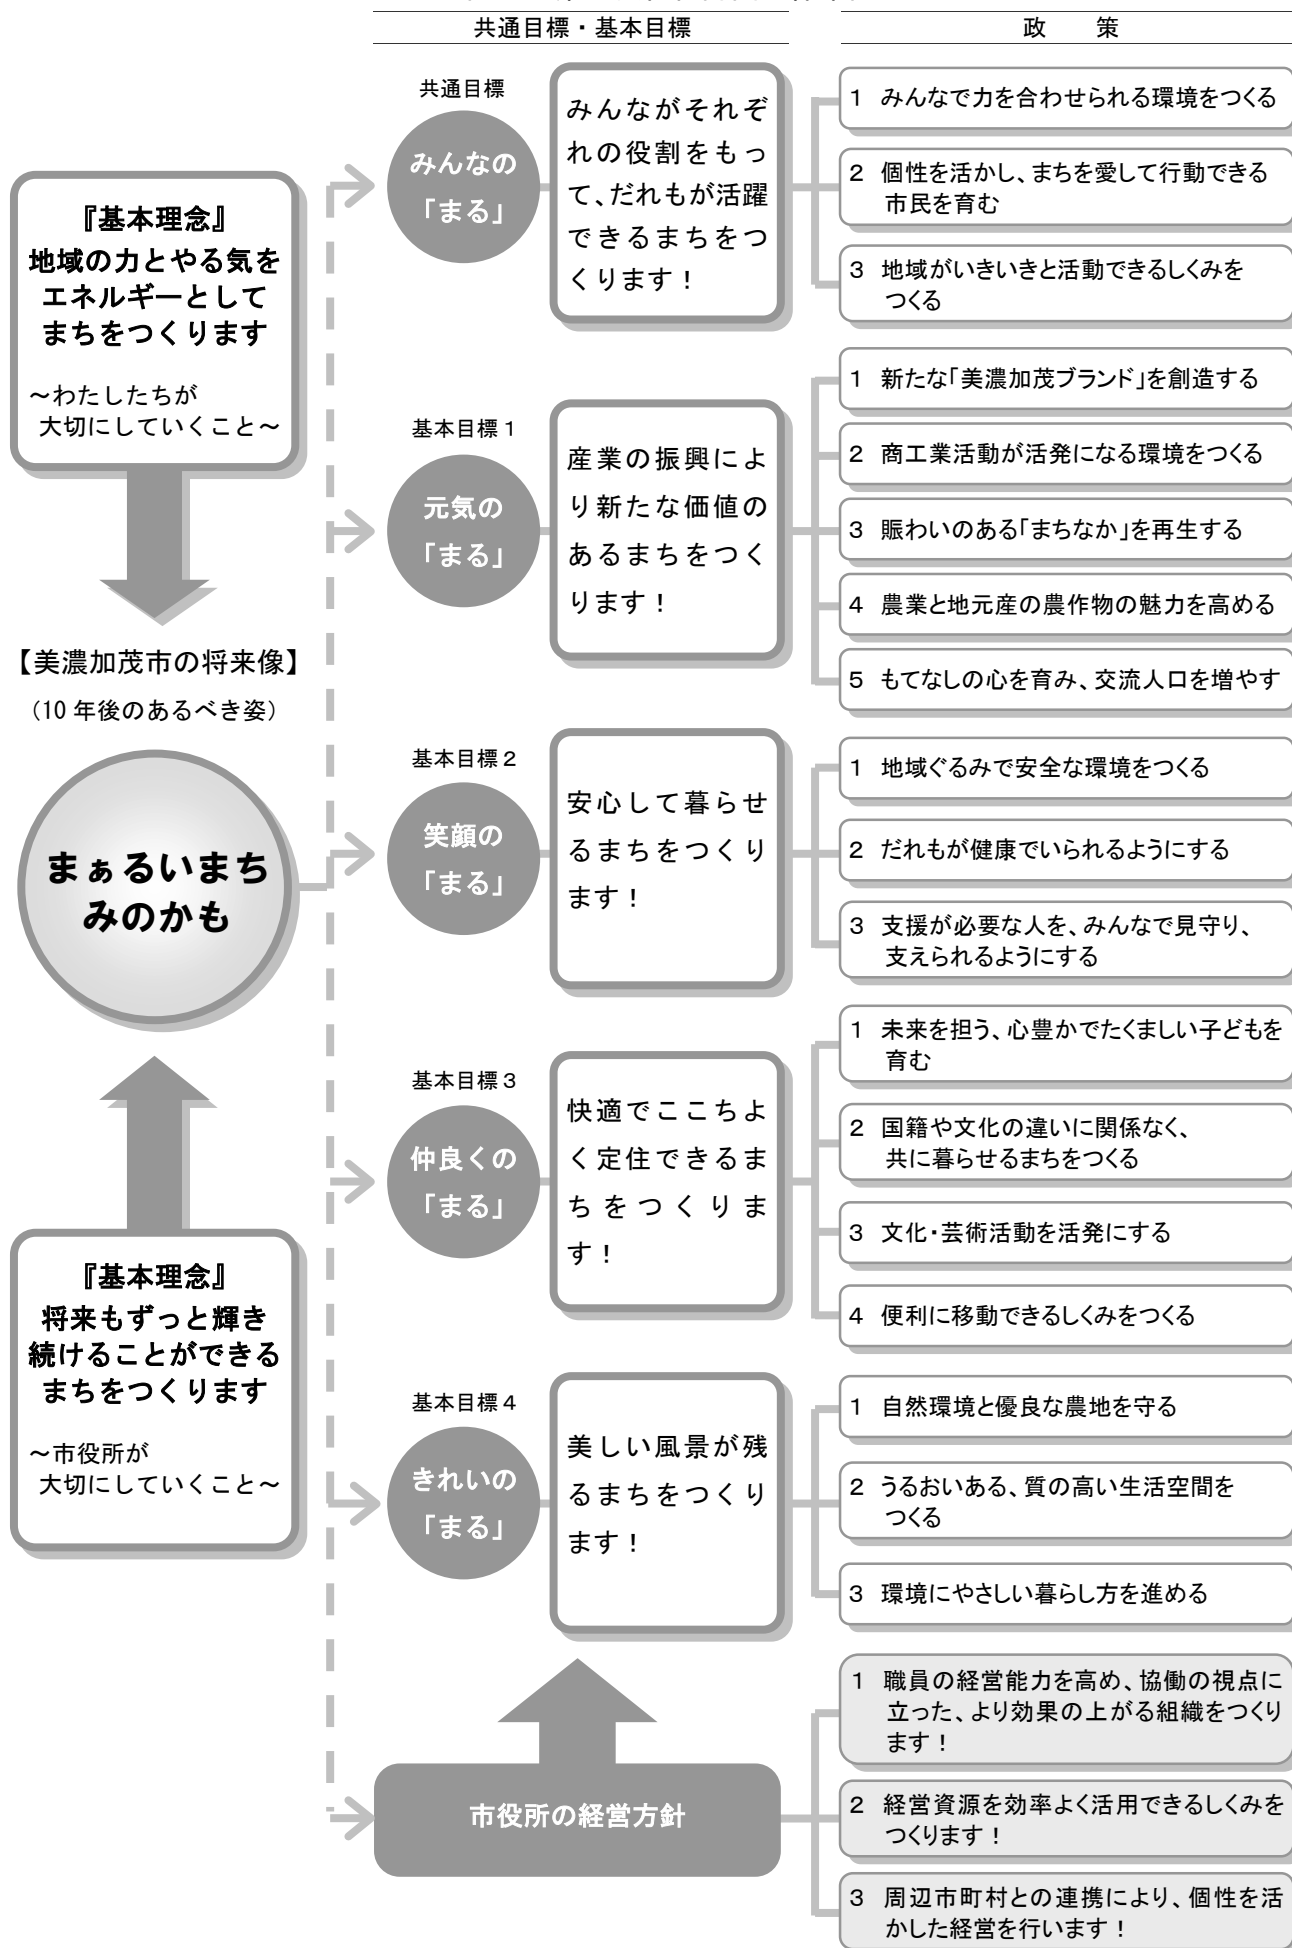 共通目標・基本目標
政　　策
『基本理念』
地域の力とやる気を
エネルギーとして
まちをつくります
～わたしたちが
大切にしていくこと～
【美濃加茂市の将来像】
（10 年後のあるべき姿）
まぁるいまち
みのかも
『基本理念』
将来もずっと輝き
続けることができる
まちをつくります
～市役所が
大切にしていくこと～
共通目標
みんなの
「まる」
みんながそれぞ
れの役割をもっ
て、だれもが活躍
できるまちをつ
くります！
1 みんなで力を合わせられる環境をつくる
2 個性を活かし、まちを愛して行動できる
市民を育む
3 地域がいきいきと活動できるしくみを
つくる
基本目標１
元気の
「まる」
産業の振興によ
り新たな価値の
あるまちをつく
ります！
1 新たな「美濃加茂ブランド」を創造する
2 商工業活動が活発になる環境をつくる
3 賑わいのある「まちなか」を再生する
4 農業と地元産の農作物の魅力を高める
5 もてなしの心を育み、交流人口を増やす
基本目標２
笑顔の
「まる」
安心して暮らせ
るまちをつくり
ます！
1 地域ぐるみで安全な環境をつくる
2 だれもが健康でいられるようにする
3 支援が必要な人を、みんなで見守り、
支えられるようにする
基本目標３
仲良くの
「まる」
快適でここちよ
く定住できるま
ちをつくりま
す！
1 未来を担う、心豊かでたくましい子どもを
育む
2 国籍や文化の違いに関係なく、
共に暮らせるまちをつくる
3 文化・芸術活動を活発にする
4 便利に移動できるしくみをつくる
基本目標４
きれいの
「まる」
美しい風景が残
るまちをつくり
ます！
1 自然環境と優良な農地を守る
2 うるおいある、質の高い生活空間を
つくる
3 環境にやさしい暮らし方を進める
市役所の経営方針
1 職員の経営能力を高め、協働の視点に
立った、より効果の上がる組織をつくり
ます！
2 経営資源を効率よく活用できるしくみを
つくります！
3 周辺市町村との連携により、個性を活
かした経営を行います！